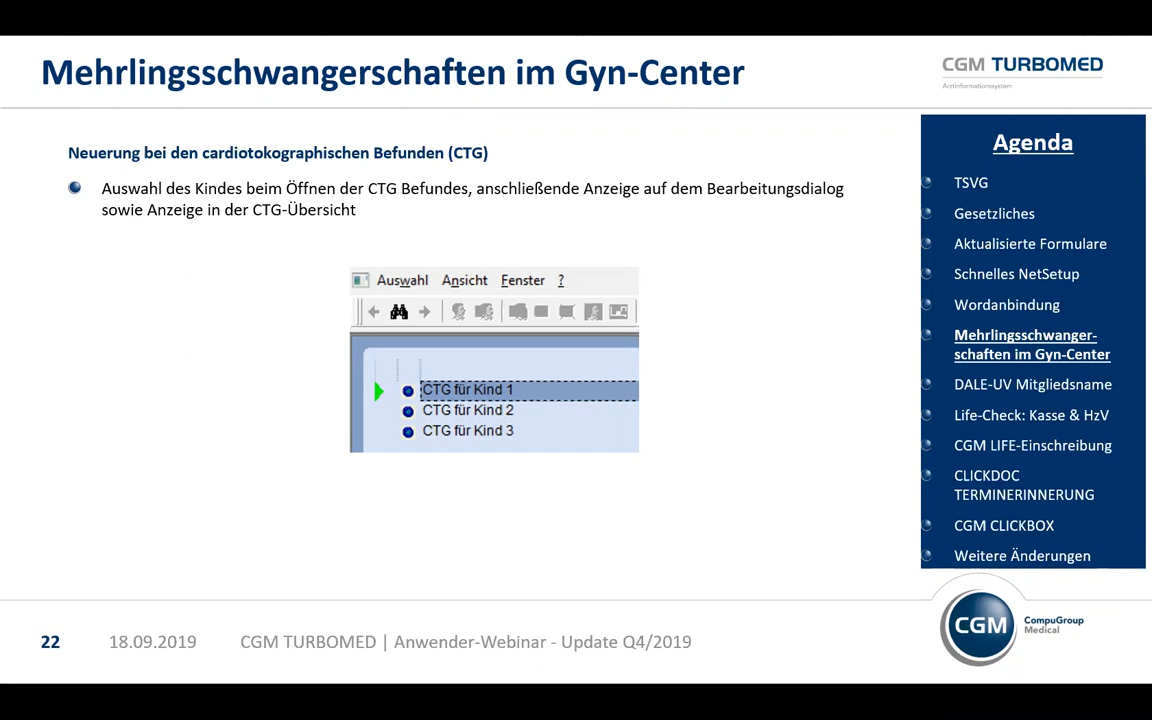 Mehrlingsschwangerschaften im Gyn-Center
CGM TURBOMED
Arztinformationssystem
Neuerung bei den cardiotokographischen Befunden (CTG)
Auswahl des Kindes beim Öffnen der CTG Befundes, anschließende Anzeige auf dem Bearbeitungsdialog
sowie Anzeige in der CTG-Übersicht
Auswahl Ansicht Fenster ?
CTG für Kind 1
CTG für Kind 2
CTG für Kind 3
Agenda
TSVG
Gesetzliches
Aktualisierte Formulare
Schnelles NetSetup
Wordanbindung
Mehrlingsschwanger-
schaften im Gyn-Center
DALE-UV Mitgliedsname
Life-Check: Kasse & HzV
CGM LIFE-Einschreibung
CLICKDOC
TERMINERINNERUNG
CGM CLICKBOX
Weitere Änderungen
22 18.09.2019 CGM TURBOMED | Anwender-Webinar - Update Q4/2019
CGM
CompuGroup
Medical